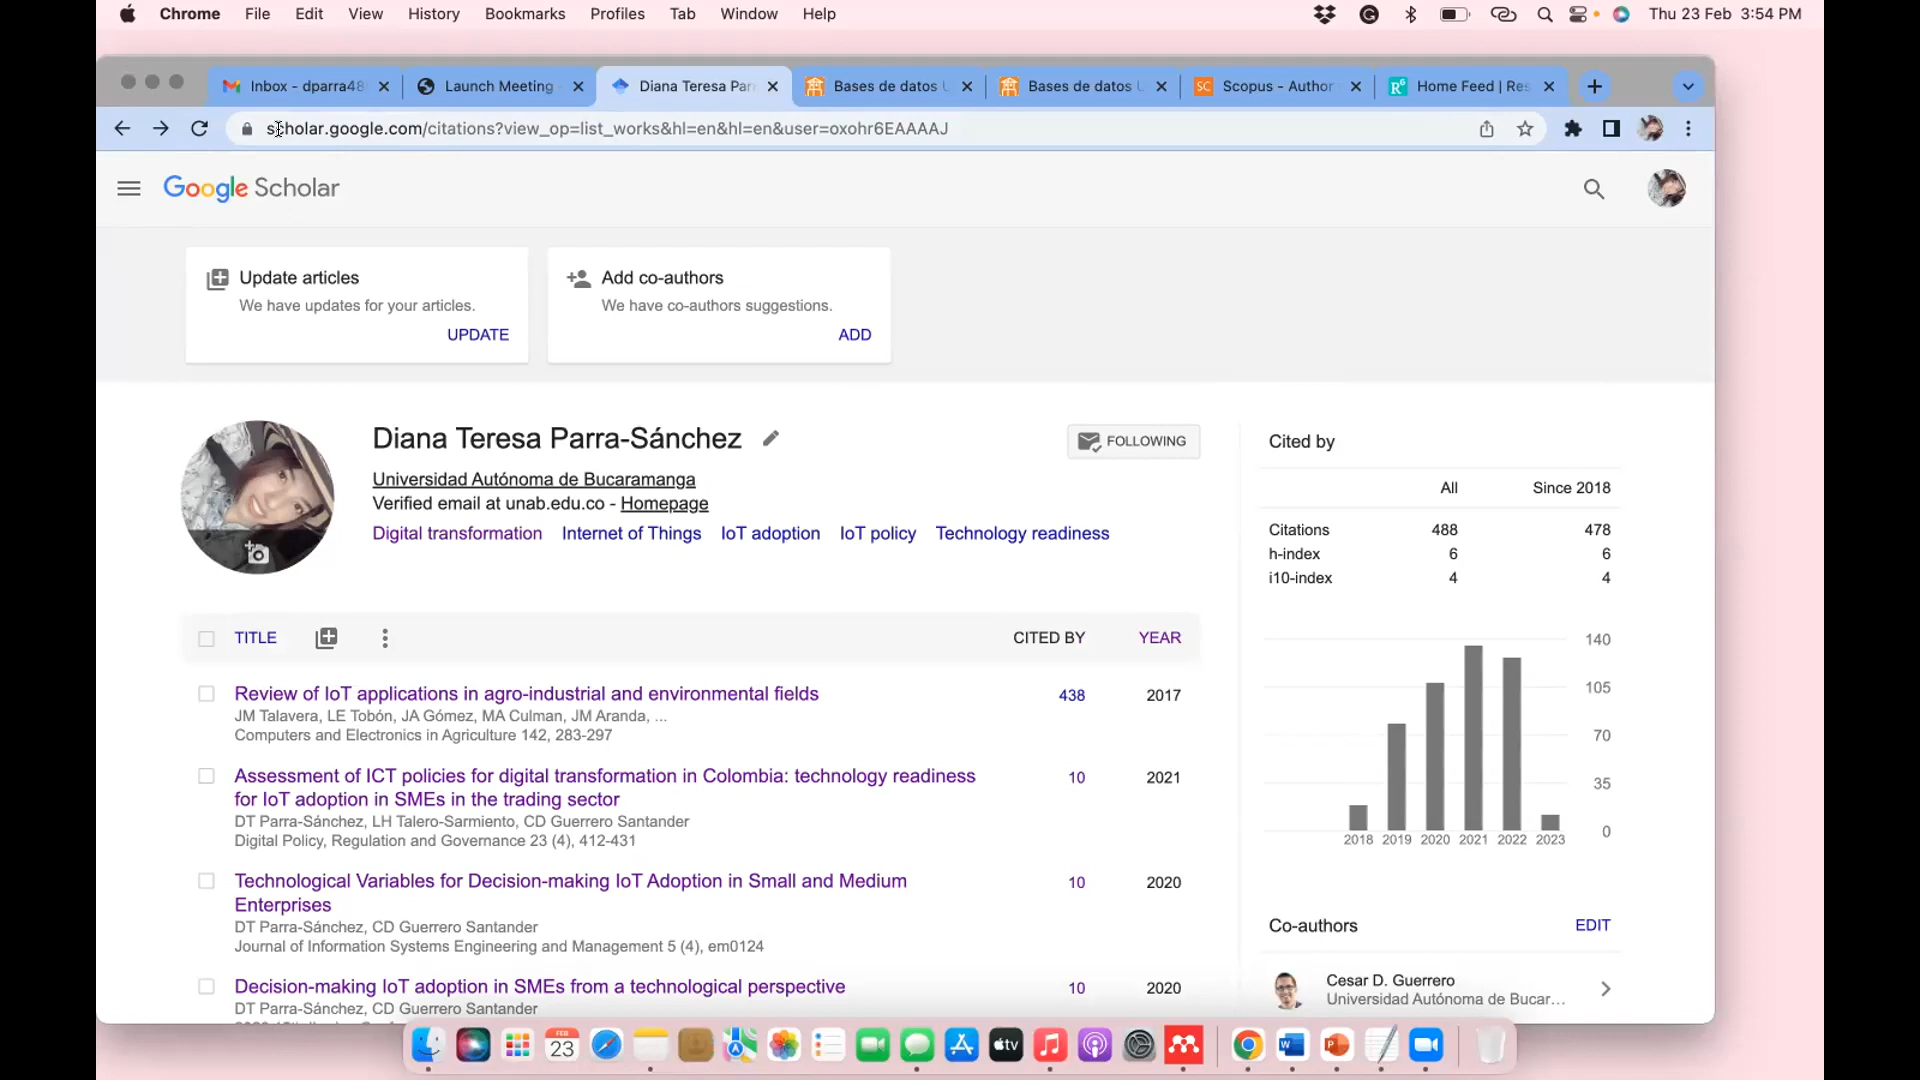 Chrome File Edit View History Bookmarks Profiles Tab Window Help Thu 23 Feb 3:54 PM
Inbox - dparra48 Launch Meeting - Diana Teresa Par Bases de datos U Bases de datos U Scopus - Author Home Feed | Res
scholar.google.com/citations?view_op=list_works&hl=en&hl=en&user=oxohr6EAAAAJ
Google Scholar
Update articles
We have updates for your articles.
UPDATE
Add co-authors
We have co-authors suggestions.
ADD
Diana Teresa Parra-Sánchez
FOLLOWING
Universidad Autónoma de Bucaramanga
Verified email at unab.edu.co - Homepage
Digital transformation Internet of Things IoT adoption IoT policy Technology readiness
TITLE CITED BY YEAR
Review of IoT applications in agro-industrial and environmental fields 438 2017
JM Talavera, LE Tobón, JA Gómez, MA Culman, JM Aranda, ...
Computers and Electronics in Agriculture 142, 283-297
Assessment of ICT policies for digital transformation in Colombia: technology readiness 10 2021
for IoT adoption in SMEs in the trading sector
DT Parra-Sánchez, LH Talero-Sarmiento, CD Guerrero Santander
Digital Policy, Regulation and Governance 23 (4), 412-431
Technological Variables for Decision-making IoT Adoption in Small and Medium 10 2020
Enterprises
DT Parra-Sánchez, CD Guerrero Santander
Journal of Information Systems Engineering and Management 5 (4), em0124
Decision-making IoT adoption in SMEs from a technological perspective 10 2020
DT Parra-Sánchez, CD Guerrero Santander
Cited by
All Since 2018
Citations 488 478
h-index 6 6
i10-index 4 4
140
105
70
35
0
2018 2019 2020 2021 2022 2023
Co-authors EDIT
Cesar D. Guerrero
Universidad Autónoma de Bucar...
FEB
23
tv